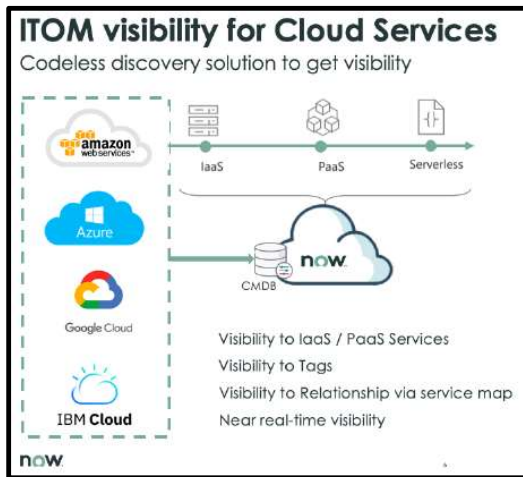 ITOM visibility for Cloud Services
Codeless discovery solution to get visibility
amazon
web services™
IaaS
PaaS
Serverless
Azure
now.
CMDB
Google Cloud
Visibility to IaaS / PaaS Services
Visibility to Tags
Visibility to Relationship via service map
Near real-time visibility
IBM Cloud
now.